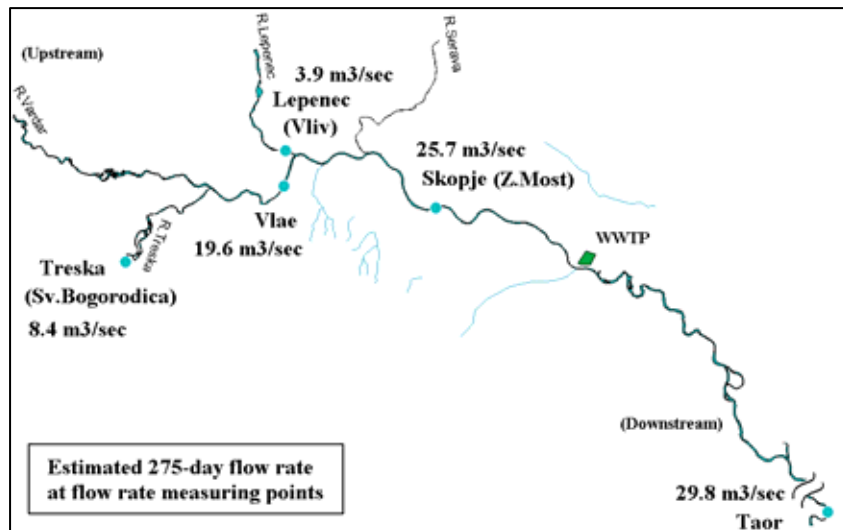 (Upstream)
R.Vardar
R.Lepenec
R.Serava
3.9 m3/sec
Lepenec
(Vliv)
25.7 m3/sec
Skopje (Z.Most)
Vlae
19.6 m3/sec
R.Treska
Treska
(Sv.Bogorodica)
8.4 m3/sec
WWTP
(Downstream)
29.8 m3/sec
Taor
Estimated 275-day flow rate
at flow rate measuring points